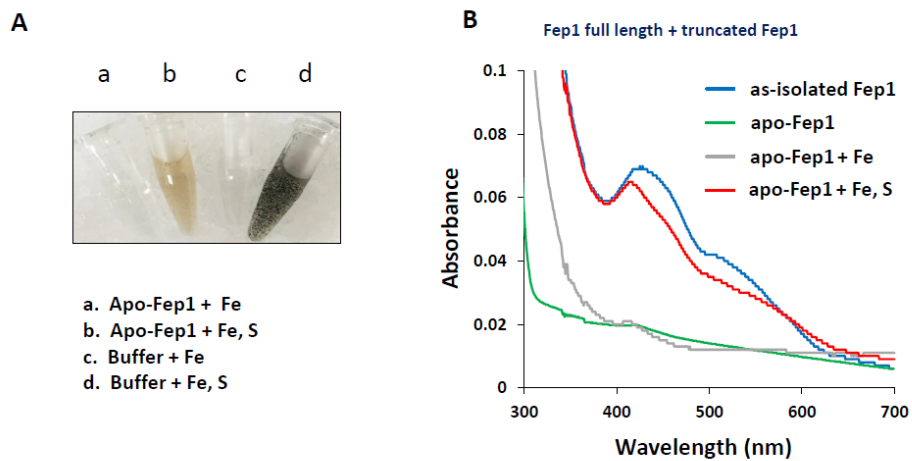 A
a b c d
a. Apo-Fep1 + Fe
b. Apo-Fep1 + Fe, S
c. Buffer + Fe
d. Buffer + Fe, S
B
Fep1 full length + truncated Fep1
as-isolated Fep1
apo-Fep1
apo-Fep1 + Fe
apo-Fep1 + Fe, S
Absorbance
0.1
0.08
0.06
0.04
0.02
0
300 400 500 600 700
Wavelength (nm)